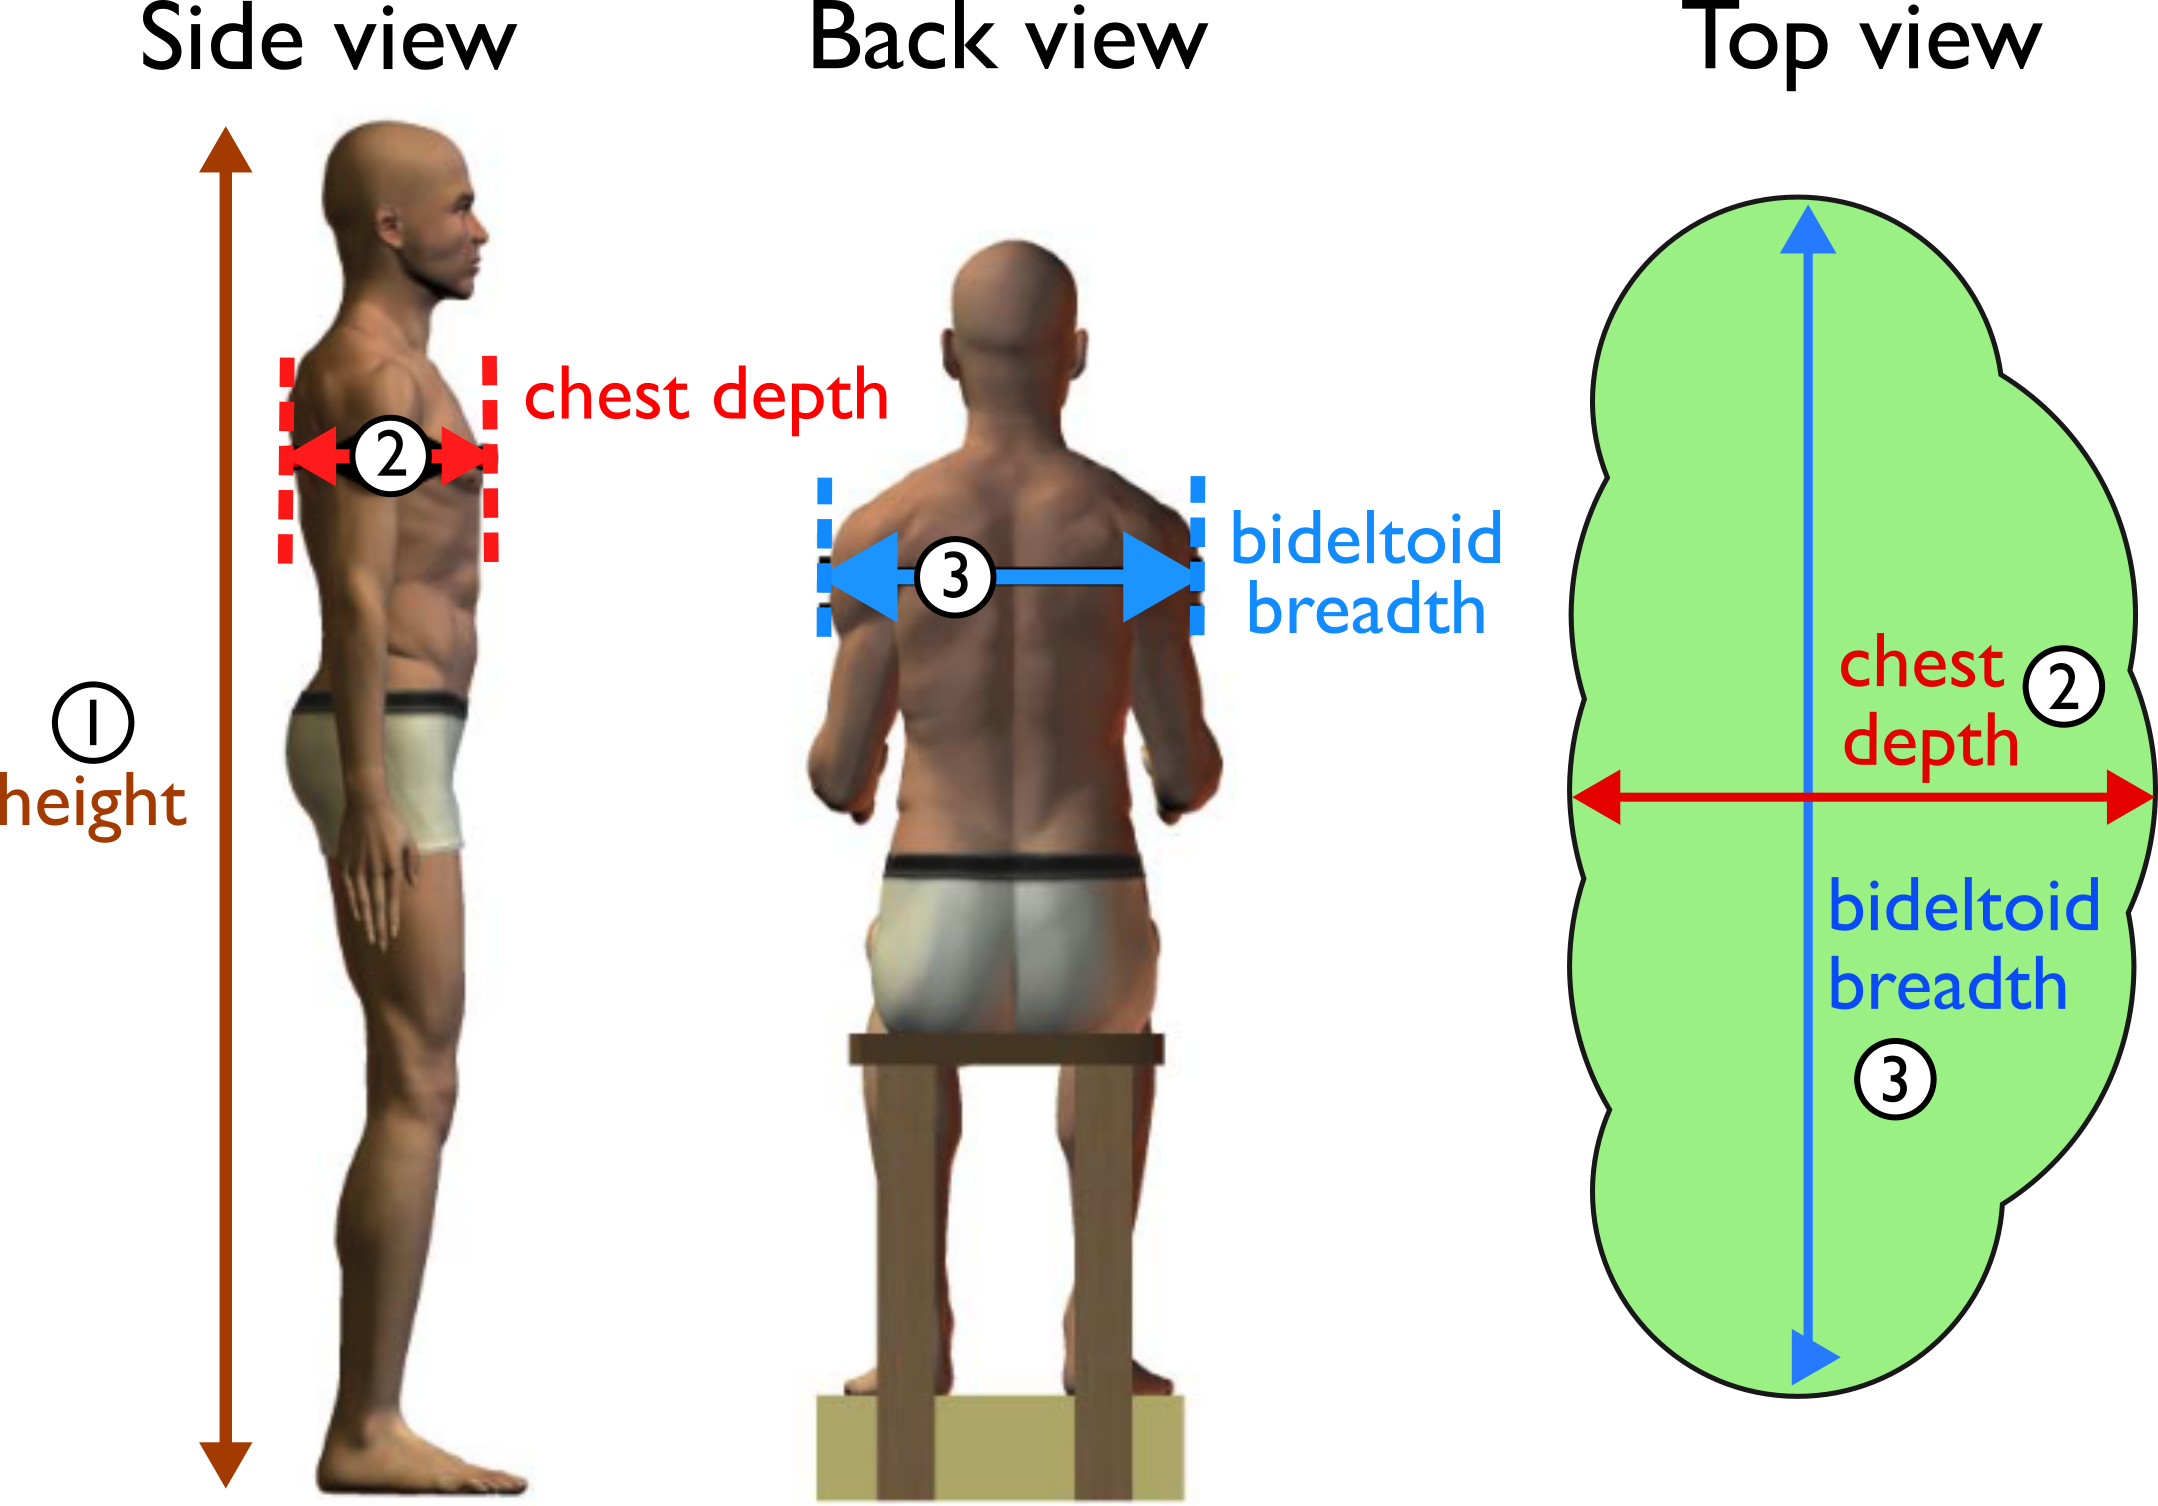 Side view
Back view
Top view
chest depth
2
3
bideltoid
breadth
1
height
chest
depth
2
bideltoid
breadth
3